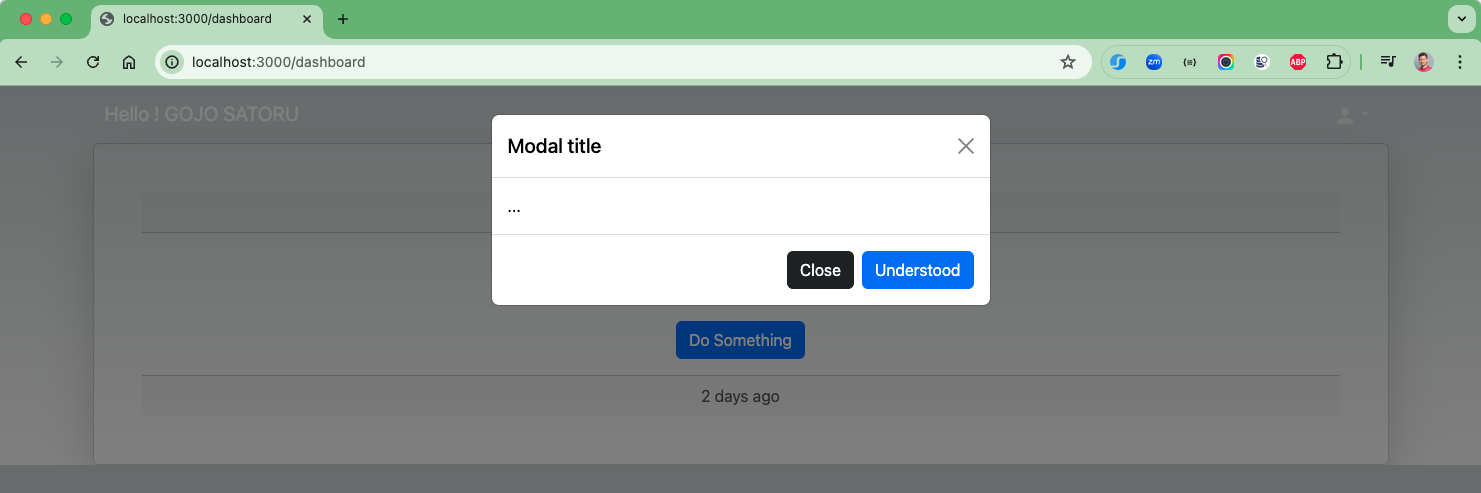 localhost:3000/dashboard
localhost:3000/dashboard
zm
{≡}
ABP
Hello ! GOJO SATORU
Modal title
...
Close Understood
Do Something
2 days ago